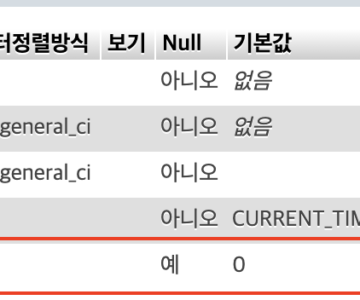 터정렬방식 보기 Null 기본값
아니오 없음
general_ci 아니오 없음
general_ci 아니오
아니오 CURRENT_TIM
예 0